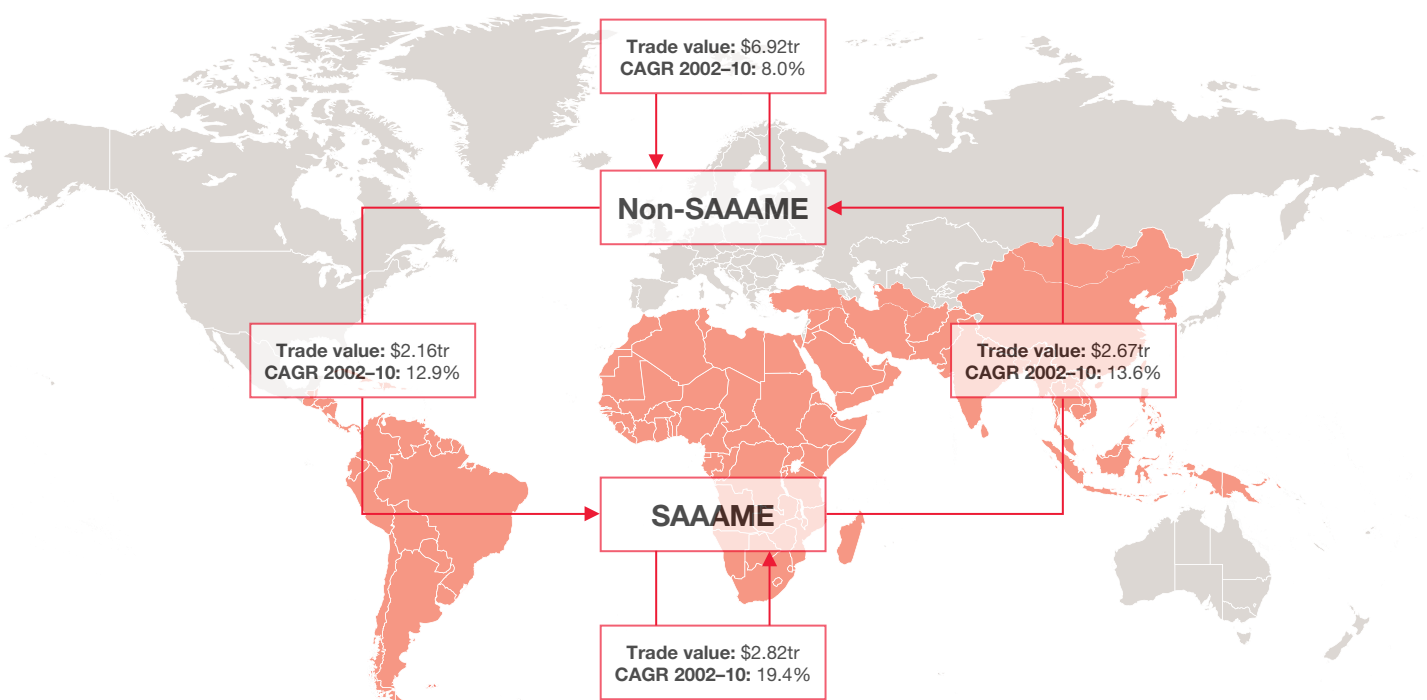 Trade value: $6.92tr
CAGR 2002–10: 8.0%
Non-SAAAME
Trade value: $2.16tr
CAGR 2002–10: 12.9%
Trade value: $2.67tr
CAGR 2002–10: 13.6%
SAAAME
Trade value: $2.82tr
CAGR 2002–10: 19.4%